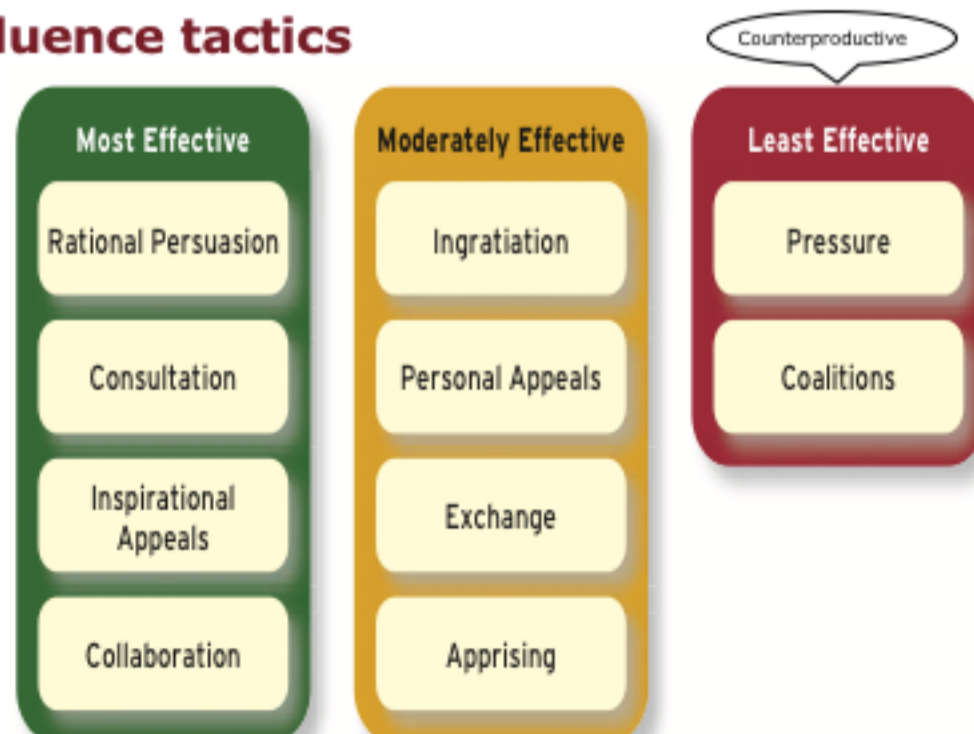 luence tactics
Counterproductive
Most Effective
Rational Persuasion
Consultation
Inspirational
Appeals
Collaboration
Moderately Effective
Ingratiation
Personal Appeals
Exchange
Apprising
Least Effective
Pressure
Coalitions